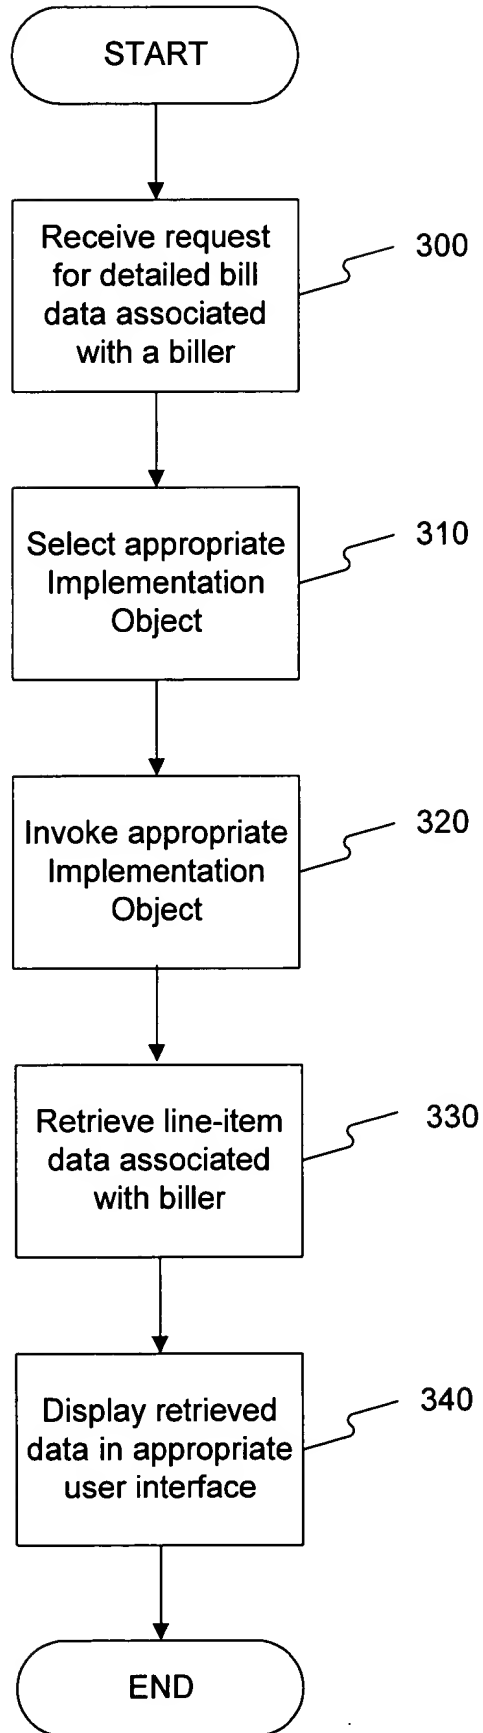 START
Receive request
for detailed bill
data associated
with a biller
300
Select appropriate
Implementation
Object
310
Invoke appropriate
Implementation
Object
320
Retrieve line-item
data associated
with biller
330
Display retrieved
data in appropriate
user interface
340
END